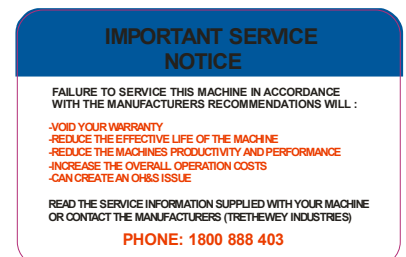 IMPORTANT SERVICE
NOTICE
FAILURE TO SERVICE THIS MACHINE IN ACCORDANCE
WITH THE MANUFACTURERS RECOMMENDATIONS WILL :
-VOID YOUR WARRANTY
-REDUCE THE EFFECTIVE LIFE OF THE MACHINE
-REDUCE THE MACHINES PRODUCTIVITY AND PERFORMANCE
-INCREASE THE OVERALL OPERATION COSTS
-CAN CREATE AN OH&S ISSUE
READ THE SERVICE INFORMATION SUPPLIED WITH YOUR MACHINE
OR CONTACT THE MANUFACTURERS (TRETHEWEY INDUSTRIES)
PHONE: 1800 888 403